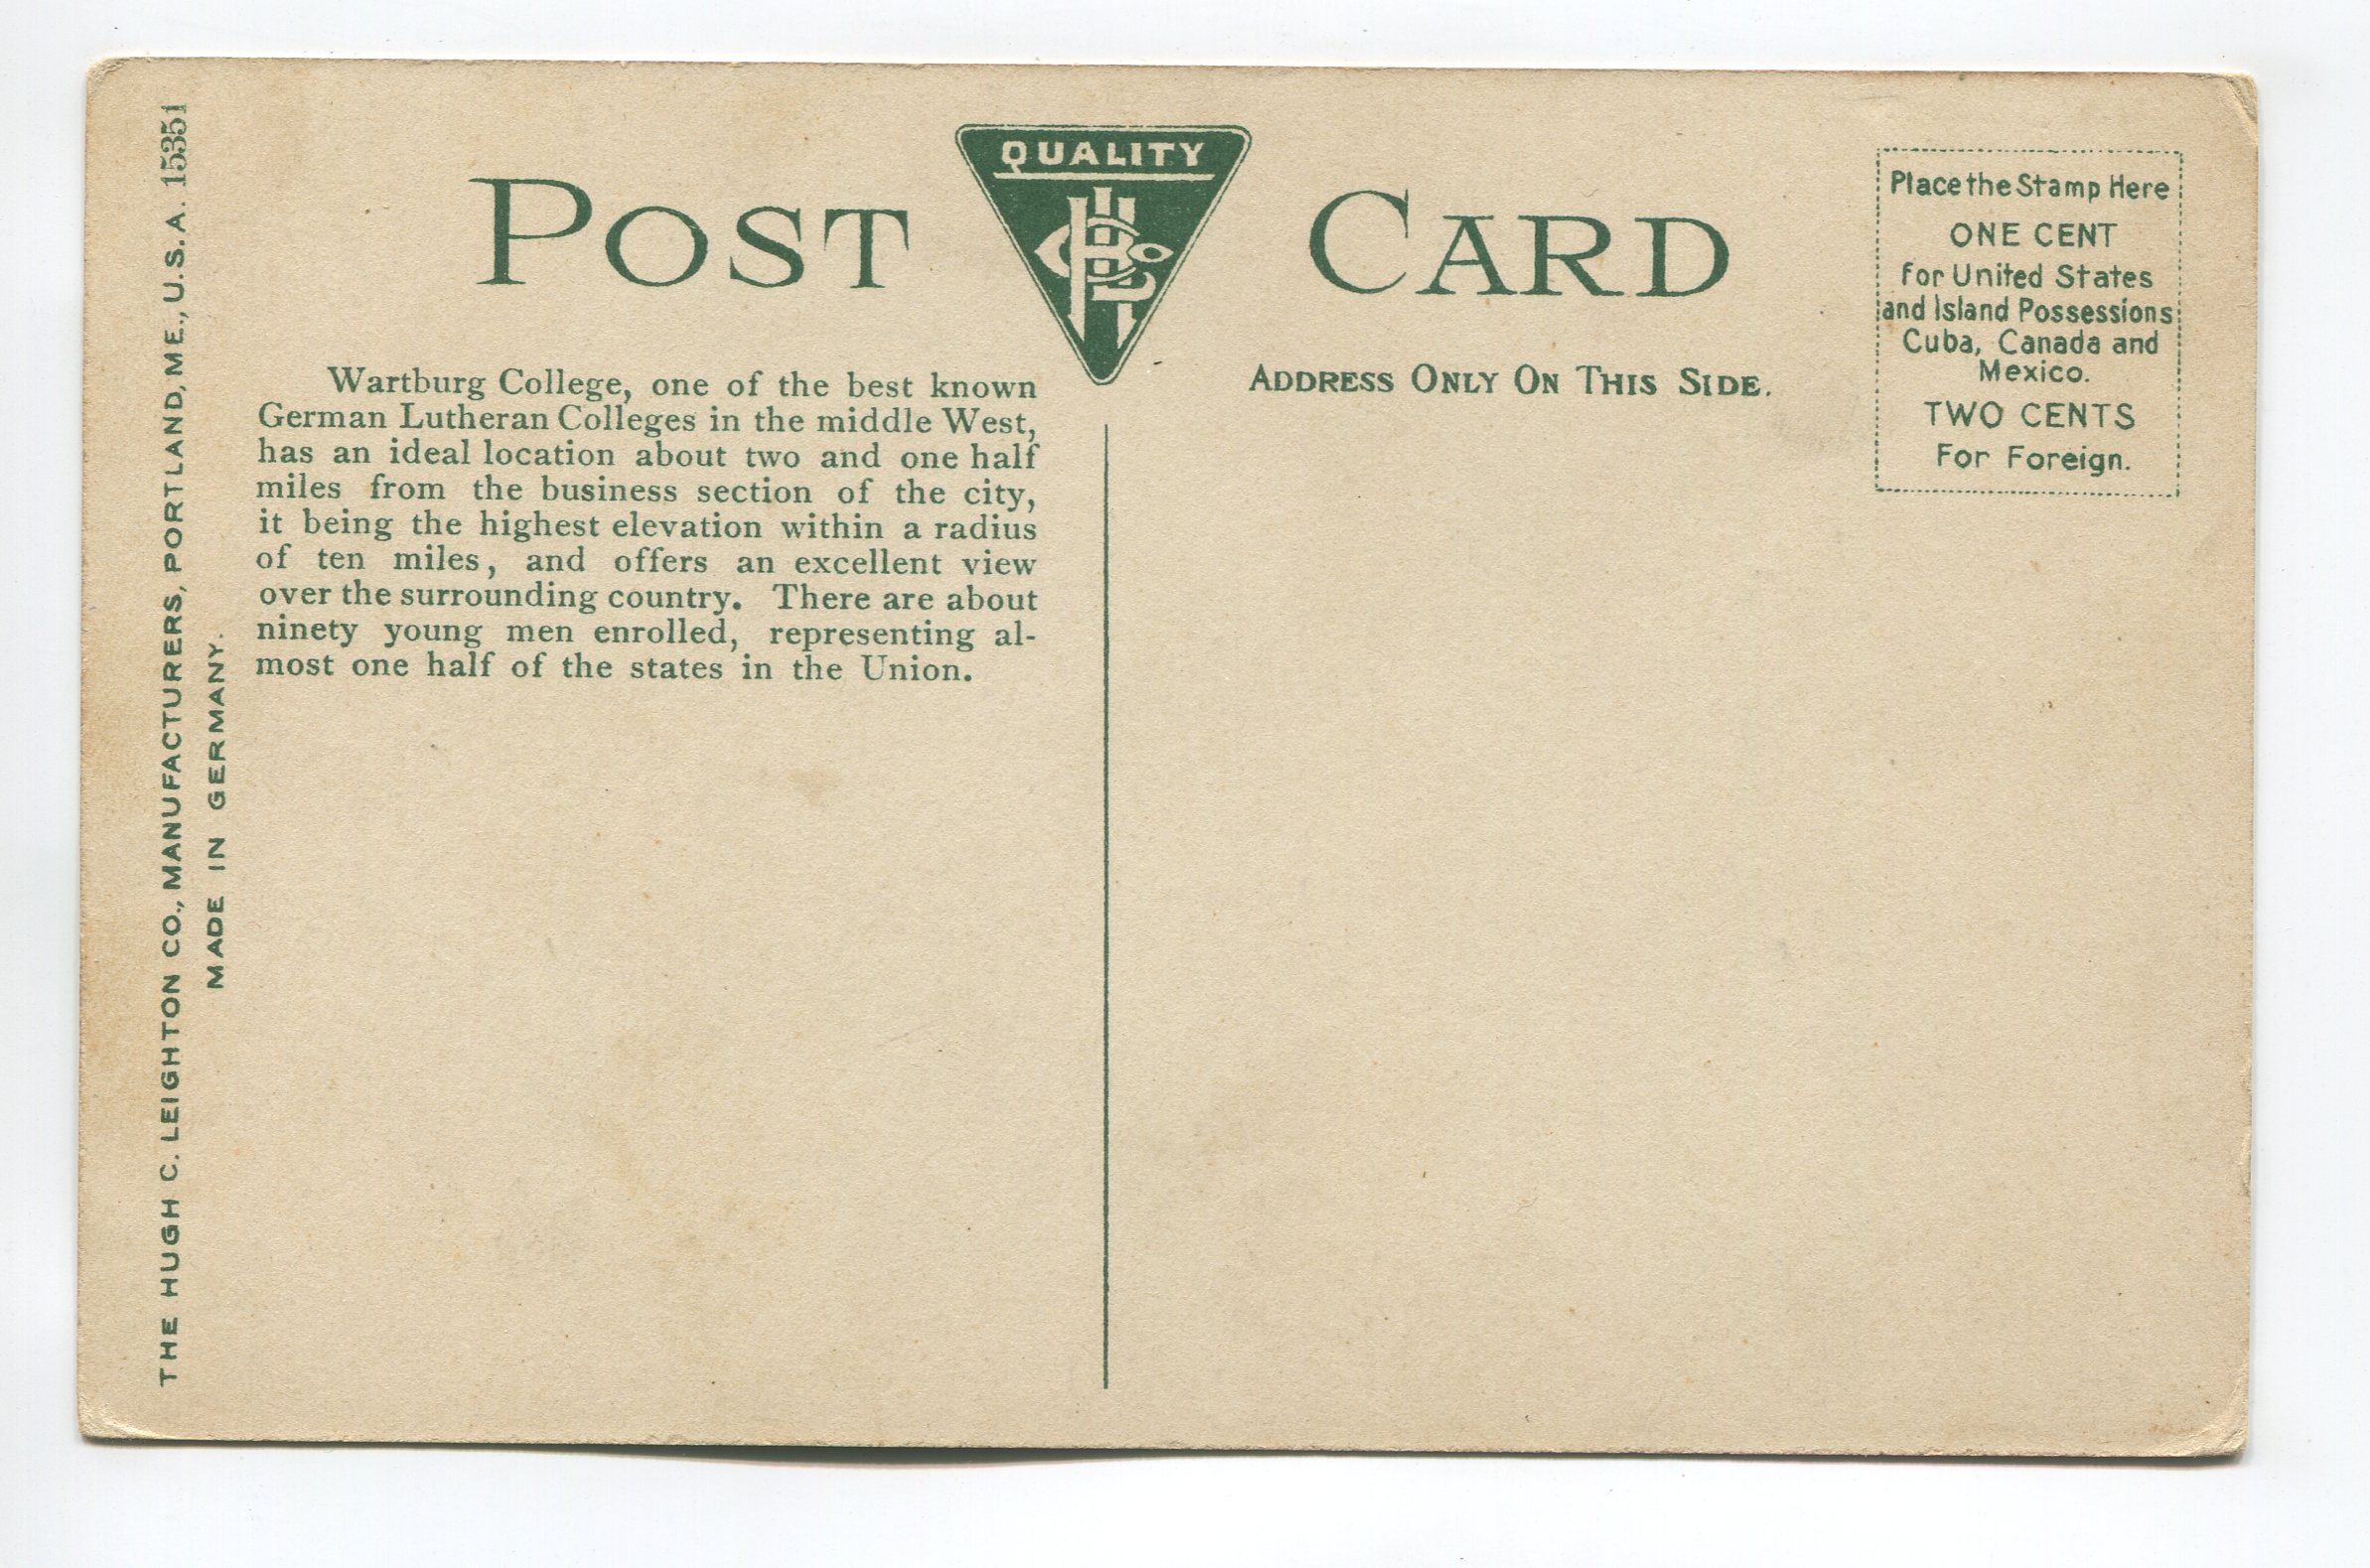 THE HUGH C. LEIGHTON CO., MANUFACTURERS, PORTLAND, ME., U.S.A. 15351
MADE IN GERMANY.
POST CARD
QUALITY
Wartburg College, one of the best known
German Lutheran Colleges in the middle West,
has an ideal location about two and one half
miles from the business section of the city,
it being the highest elevation within a radius
of ten miles, and offers an excellent view
over the surrounding country. There are about
ninety young men enrolled, representing al-
most one half of the states in the Union.
ADDRESS ONLY ON THIS SIDE.
Place the Stamp Here
ONE CENT
for United States
and Island Possessions
Cuba, Canada and
Mexico.
TWO CENTS
For Foreign.